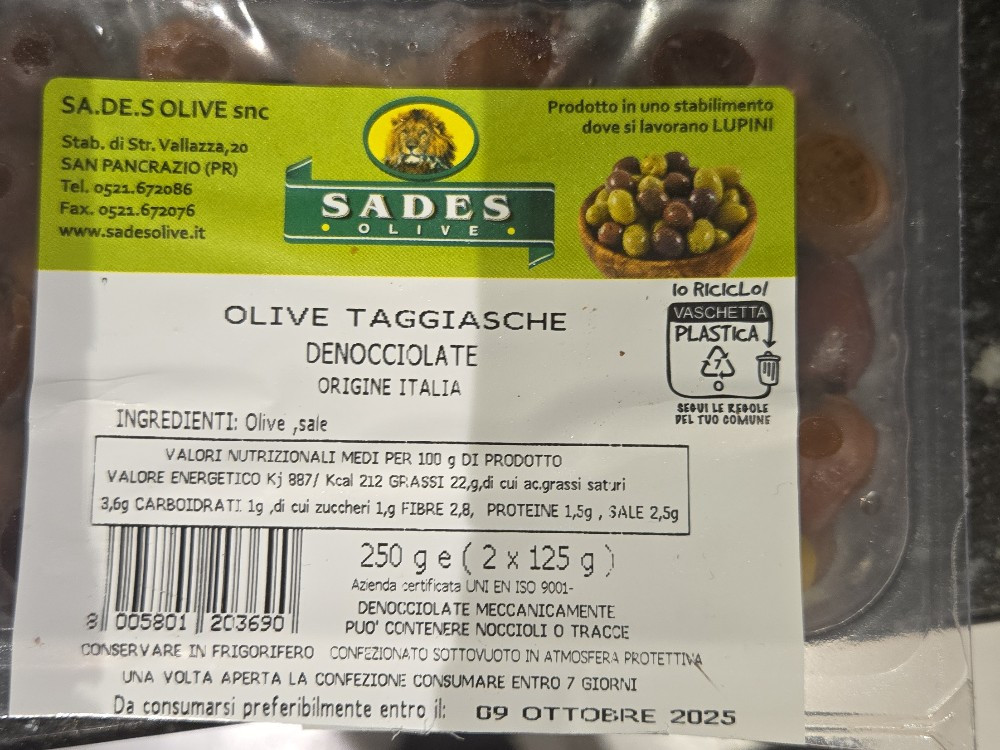 SA.DE.S OLIVE snc
Stab. di Str. Vallazza,20
SAN PANCRAZIO (PR)
Tel. 0521.672086
Fax. 0521.672076
www.sadesolive.it
SADES
• OLIVE •
Prodotto in uno stabilimento
dove si lavorano LUPINI
OLIVE TAGGIASCHE
DENOCCIOLATE
ORIGINE ITALIA
IO RICICLO!
VASCHETTA
PLASTICA
7
SEGUI LE REGOLE
DEL TUO COMUNE
INGREDIENTI: Olive ,sale
VALORI NUTRIZIONALI MEDI PER 100 g DI PRODOTTO
VALORE ENERGETICO Kj 887/ Kcal 212 GRASSI 22,g,di cui ac.grassi saturi
3,6g CARBOIDRATI 1g ,di cui zuccheri 1,g FIBRE 2,8, PROTEINE 1,5g , SALE 2,5g
250 g e ( 2 x 125 g )
Azienda certificata UNI EN ISO 9001-
DENOCCIOLATE MECCANICAMENTE
PUO' CONTENERE NOCCIOLI O TRACCE
8 005801 203690
CONSERVARE IN FRIGORIFERO CONFEZIONATO SOTTOVUOTO IN ATMOSFERA PROTETTIVA
UNA VOLTA APERTA LA CONFEZIONE CONSUMARE ENTRO 7 GIORNI
Da consumarsi preferibilmente entro il: 09 OTTOBRE 2025